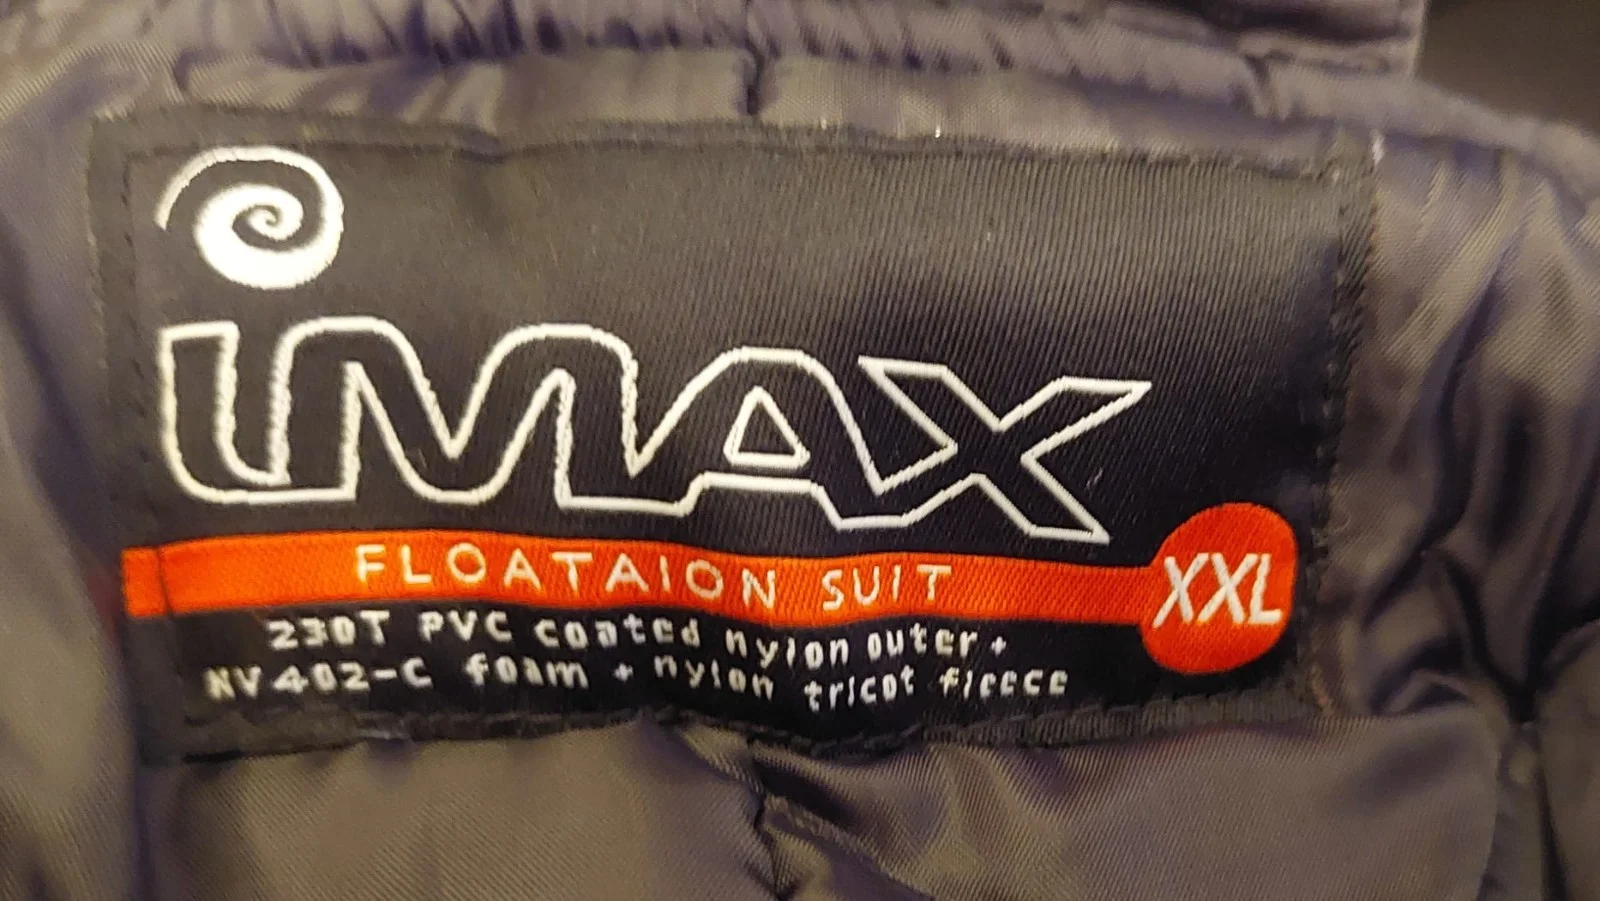 iMAX
FLOATAION SUIT
XXL
230T PVC coated nylon outer +
NV402-C foam + nylon tricot fleece